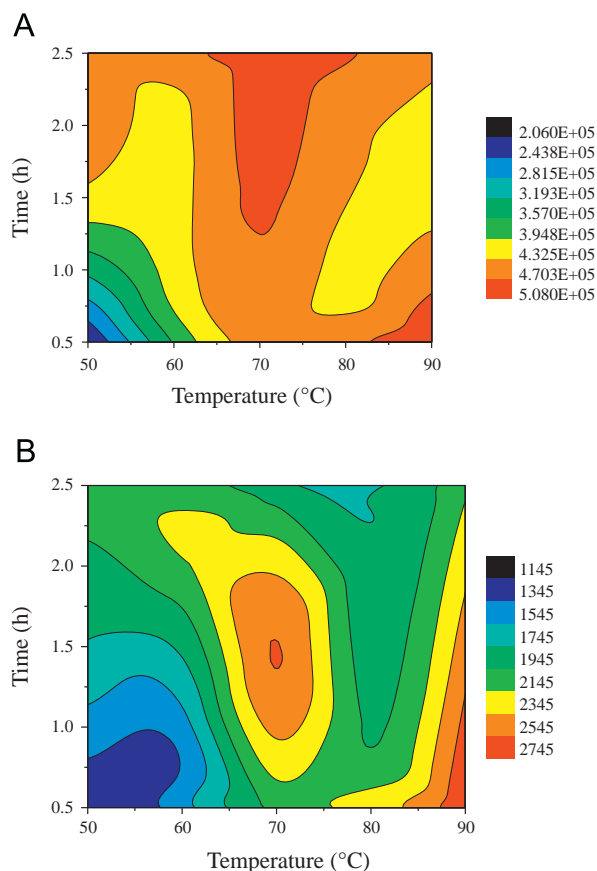 A
2.5
2.0
1.5
1.0
0.5
Time (h)
50
60
70
80
90
Temperature (°C)
2.060E+05
2.438E+05
2.815E+05
3.193E+05
3.570E+05
3.948E+05
4.325E+05
4.703E+05
5.080E+05
B
2.5
2.0
1.5
1.0
0.5
Time (h)
50
60
70
80
90
Temperature (°C)
1145
1345
1545
1745
1945
2145
2345
2545
2745